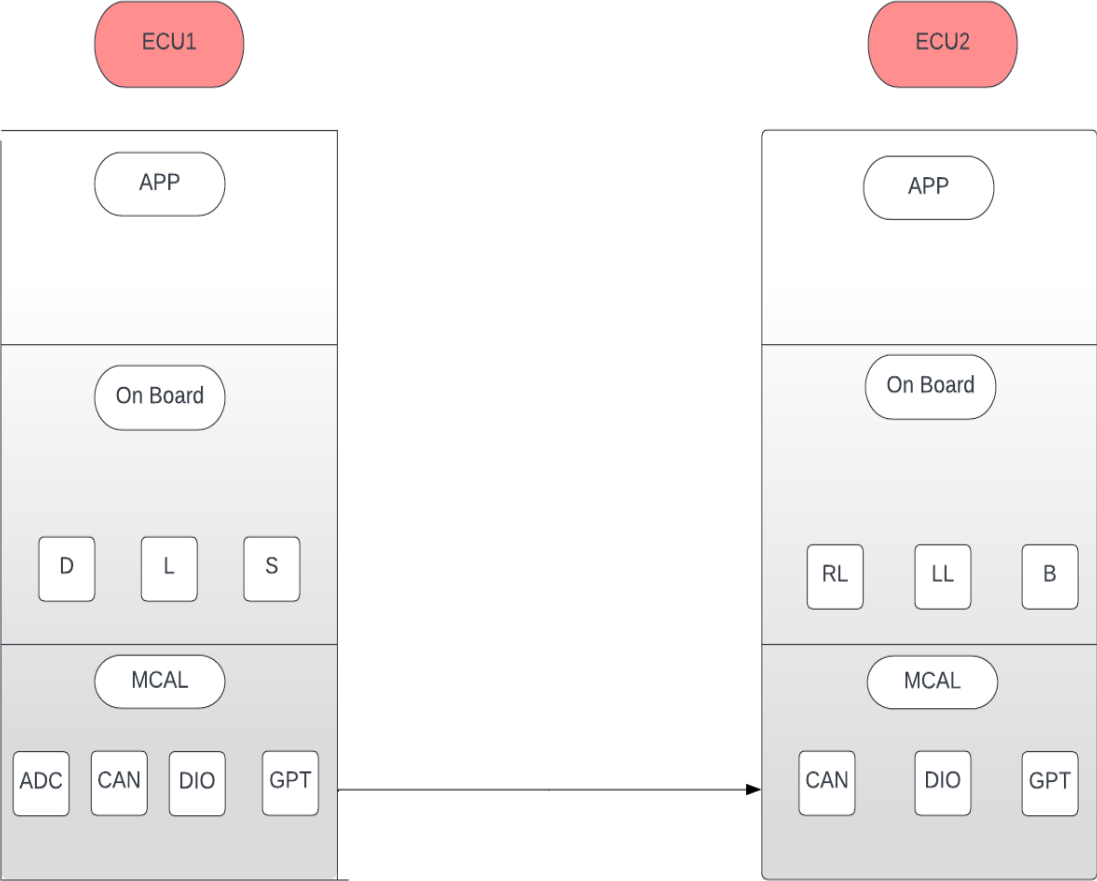 ECU1
ECU2
APP
APP
On Board
On Board
D
L
S
RL
LL
B
MCAL
MCAL
ADC
CAN
DIO
GPT
CAN
DIO
GPT